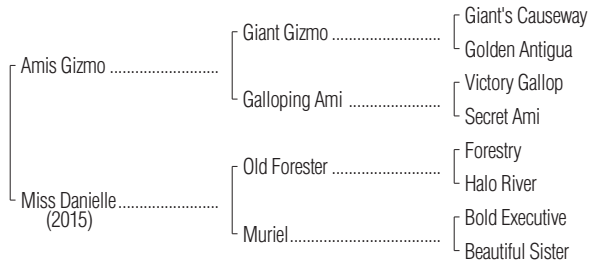 Giant's Causeway
Giant Gizmo ........................
Golden Antigua
Amis Gizmo ........................
Victory Gallop
Galloping Ami ....................
Secret Ami
Forestry
Old Forester ........................
Halo River
Miss Danielle......................
(2015)
Bold Executive
Muriel.................................
Beautiful Sister